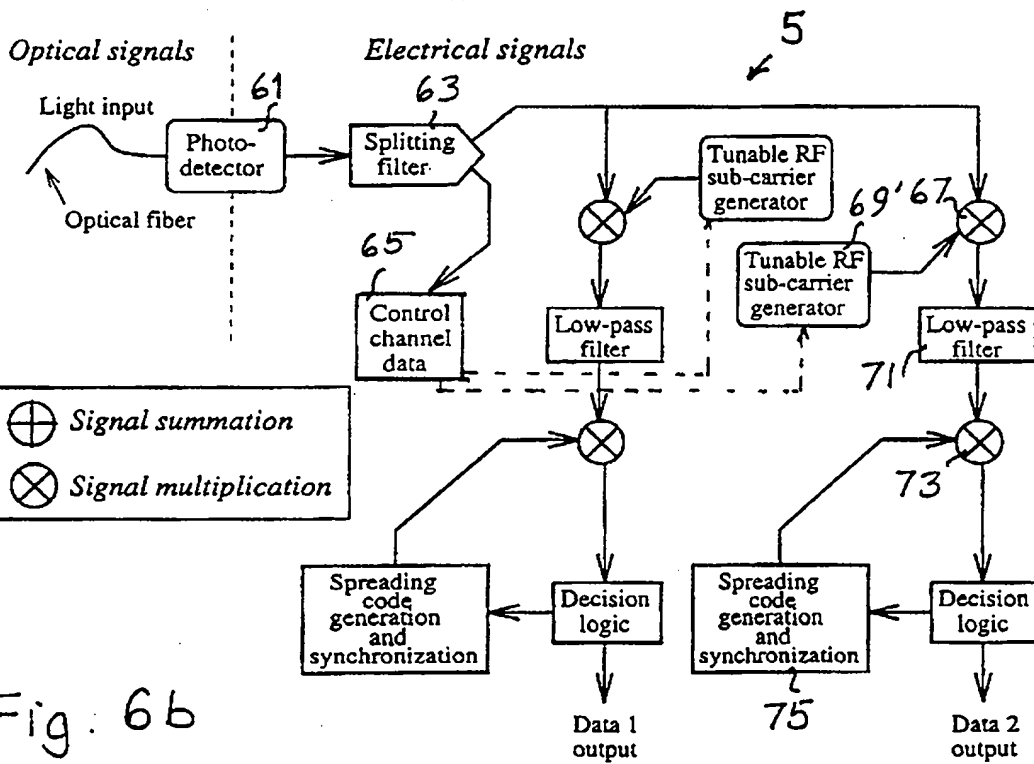 5
Optical signals
Electrical signals
Light input
61
63
Photo-
detector
Splitting
filter
Tunable RF
sub-carrier
generator
Optical fiber
69'
67
65
Tunable RF
sub-carrier
generator
Control
channel
data
Low-pass
filter
Low-pass
filter
71
Signal summation
Signal multiplication
73
Spreading
code
generation
and
synchronization
Decision
logic
Spreading
code
generation
and
synchronization
Decision
logic
75
Fig. 6b
Data 1
output
Data 2
output